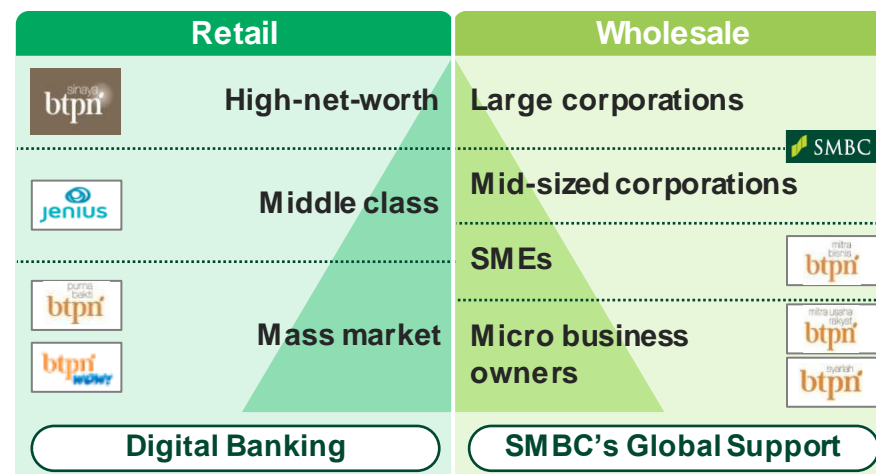 Retail
Wholesale
sinaya
btpn
High-net-worth
Large corporations
SMBC
jenius
Middle class
Mid-sized corporations
SMEs
mitra
bisnis
btpn
purna
bakti
btpn
Mass market
btpn
wow!
Micro business
owners
mitra usaha
rakyat
btpn
syariah
btpn
Digital Banking
SMBC's Global Support